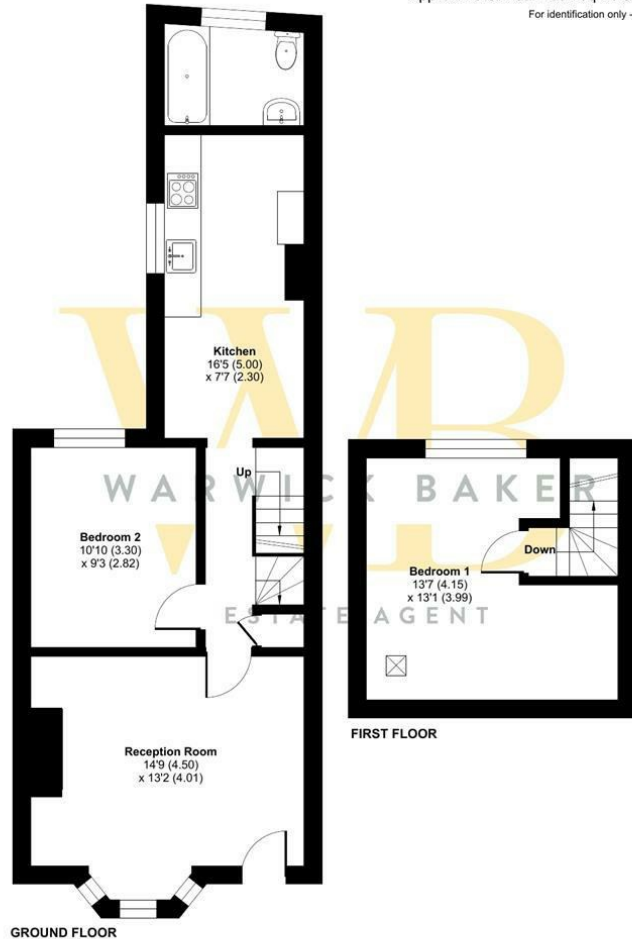 For identification only -
Kitchen
16'5 (5.00)
x 7'7 (2.30)
Up
WARWICK BAKER
ESTATE AGENT
Bedroom 2
10'10 (3.30)
x 9'3 (2.82)
Down
Bedroom 1
13'7 (4.15)
x 13'1 (3.99)
Reception Room
14'9 (4.50)
x 13'2 (4.01)
FIRST FLOOR
GROUND FLOOR